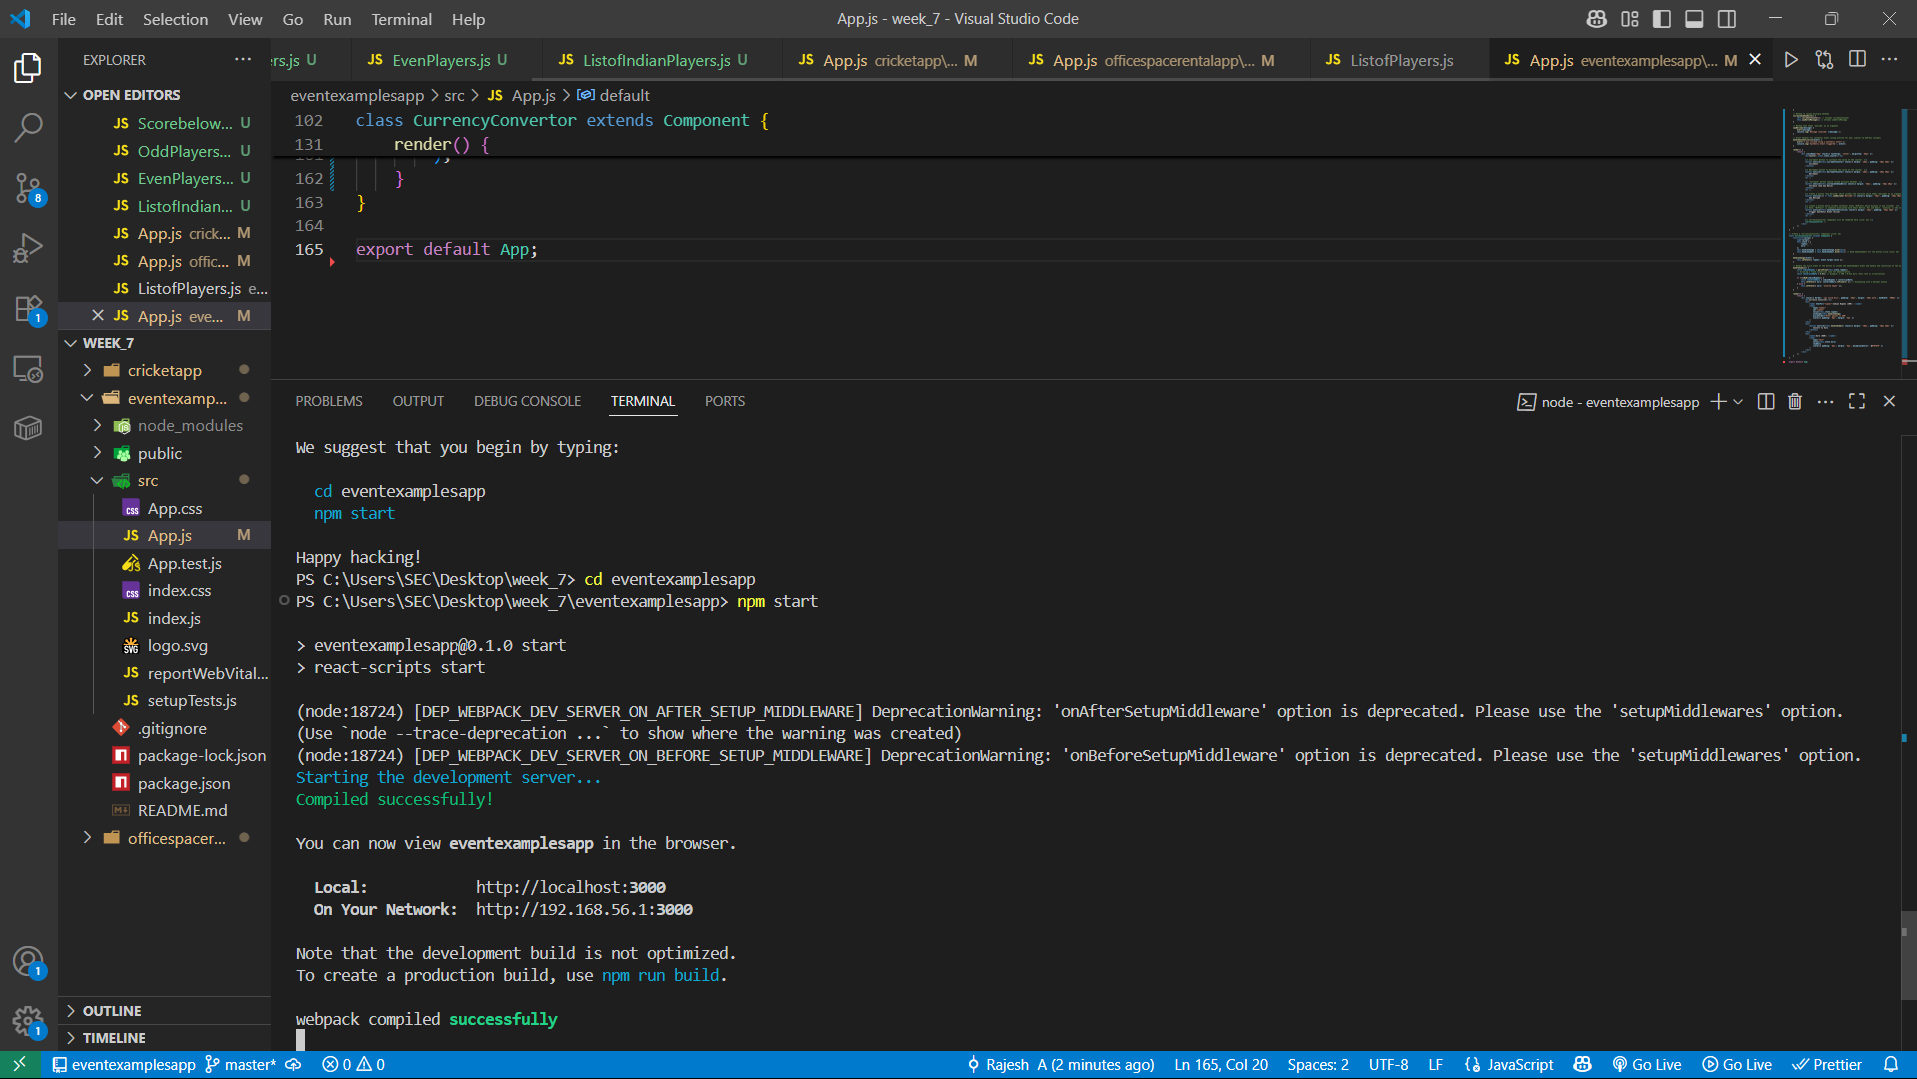 File Edit Selection View Go Run Terminal Help
App.js - week_7 - Visual Studio Code
EXPLORER
ers.js U
EvenPlayers.js U
ListofIndianPlayers.js U
App.js cricketapp\... M
App.js officespacerentalapp\... M
ListofPlayers.js
App.js eventexamplesapp\... M
OPEN EDITORS
Scorebelow... U
OddPlayers... U
EvenPlayers... U
ListofIndian... U
App.js crick... M
App.js offic... M
ListofPlayers.js e...
App.js eve... M
WEEK_7
cricketapp
eventexamp...
node_modules
public
src
App.css
App.js M
App.test.js
index.css
index.js
logo.svg
reportWebVital...
setupTests.js
.gitignore
package-lock.json
package.json
README.md
officespacer...
OUTLINE
TIMELINE
8
1
1
1
eventexamplesapp > src > JS App.js > default
102 class CurrencyConvertor extends Component {
131 render() {
161 );
162 }
163 }
164
165 export default App;
PROBLEMS OUTPUT DEBUG CONSOLE TERMINAL PORTS
node - eventexamplesapp
We suggest that you begin by typing:
cd eventexamplesapp
npm start
Happy hacking!
PS C:\Users\SEC\Desktop\week_7> cd eventexamplesapp
PS C:\Users\SEC\Desktop\week_7\eventexamplesapp> npm start
> eventexamplesapp@0.1.0 start
> react-scripts start
(node:18724) [DEP_WEBPACK_DEV_SERVER_ON_AFTER_SETUP_MIDDLEWARE] DeprecationWarning: 'onAfterSetupMiddleware' option is deprecated. Please use the 'setupMiddlewares' option.
(Use `node --trace-deprecation ...` to show where the warning was created)
(node:18724) [DEP_WEBPACK_DEV_SERVER_ON_BEFORE_SETUP_MIDDLEWARE] DeprecationWarning: 'onBeforeSetupMiddleware' option is deprecated. Please use the 'setupMiddlewares' option.
Starting the development server...
Compiled successfully!
You can now view eventexamplesapp in the browser.
Local: http://localhost:3000
On Your Network: http://192.168.56.1:3000
Note that the development build is not optimized.
To create a production build, use npm run build.
webpack compiled successfully
eventexamplesapp master* 0 0 Rajesh A (2 minutes ago) Ln 165, Col 20 Spaces: 2 UTF-8 LF JavaScript Go Live Go Live Prettier